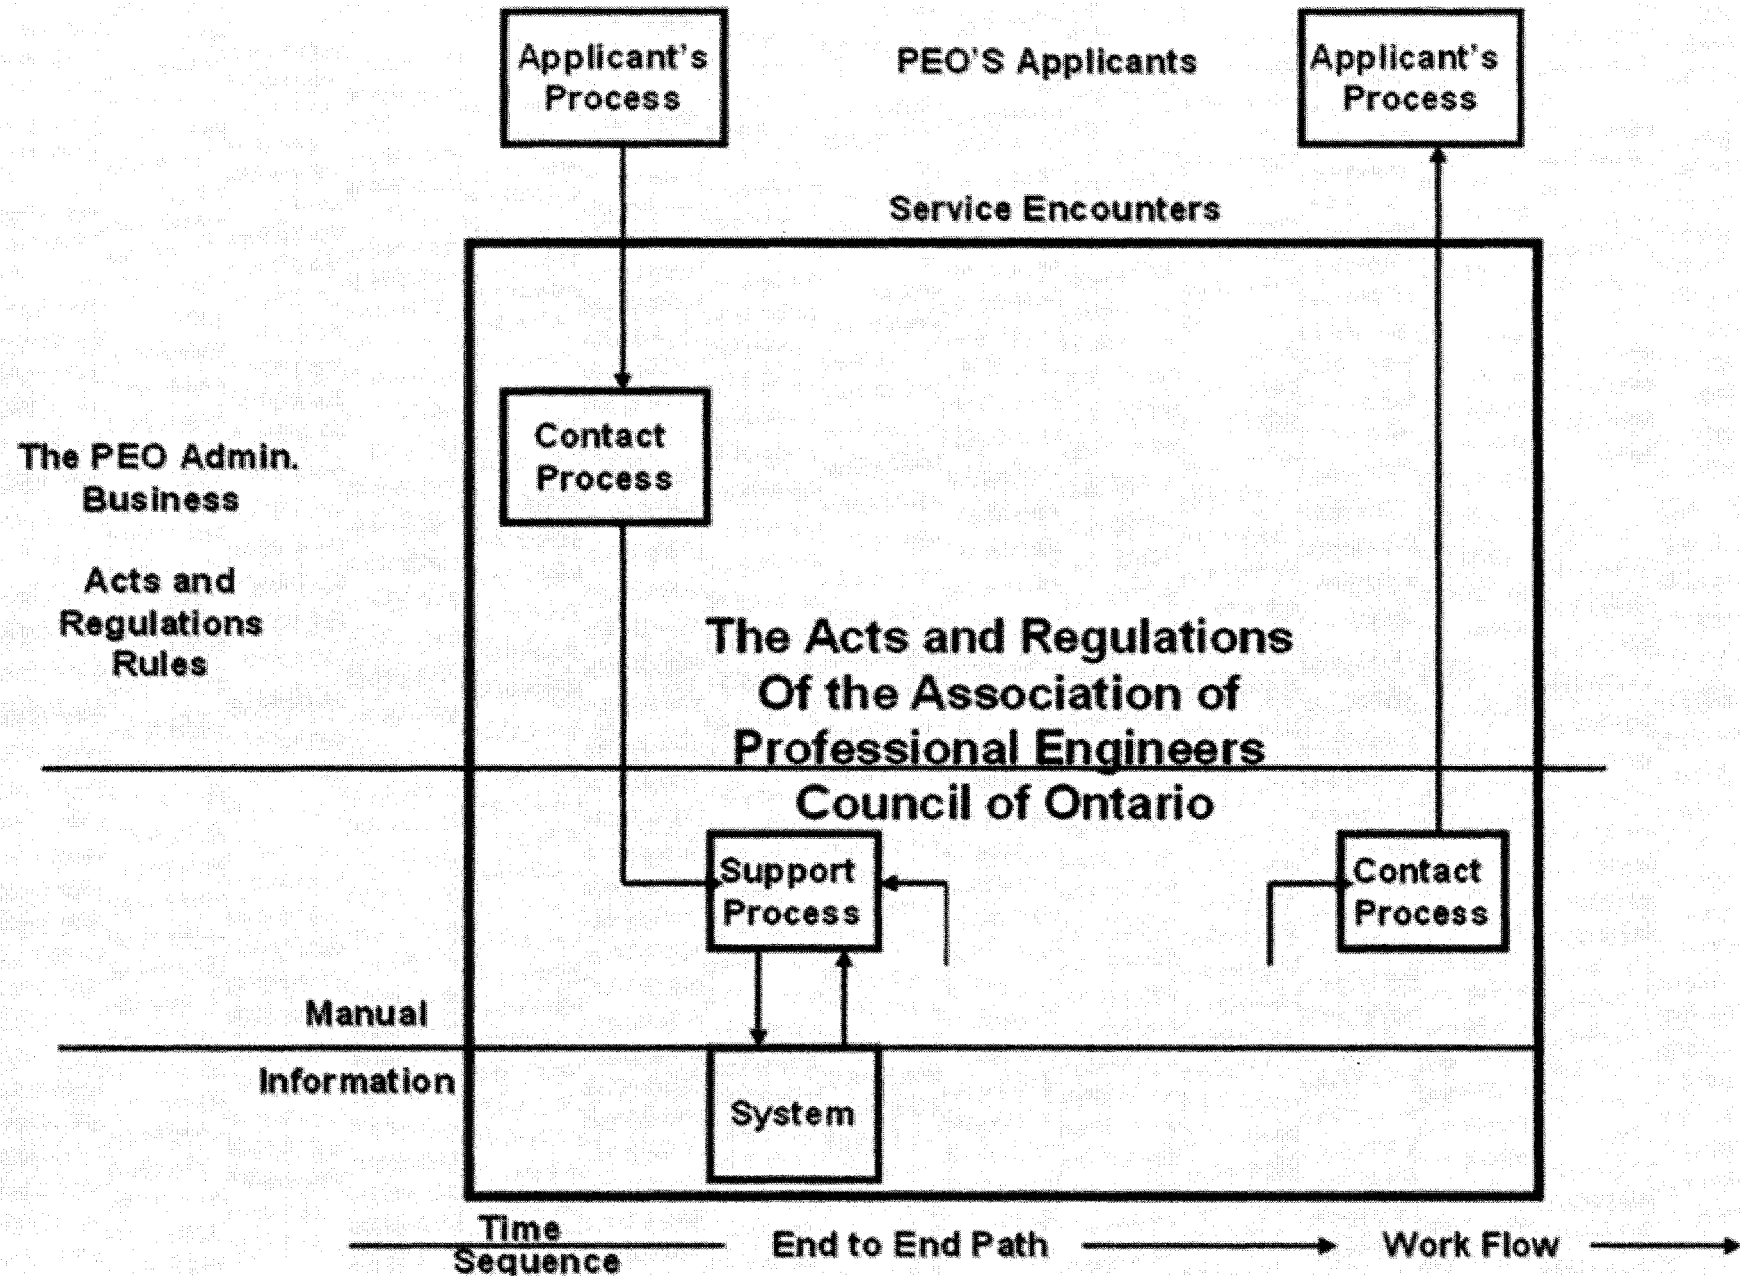 Applicant's
Process
PEO'S Applicants
Applicant's
Process
Service Encounters
Contact
Process
The PEO Admin.
Business
Acts and
Regulations
Rules
The Acts and Regulations
Of the Association of
Professional Engineers
Council of Ontario
Support
Process
Contact
Process
Manual
Information
System
Time
Sequence
End to End Path
Work Flow